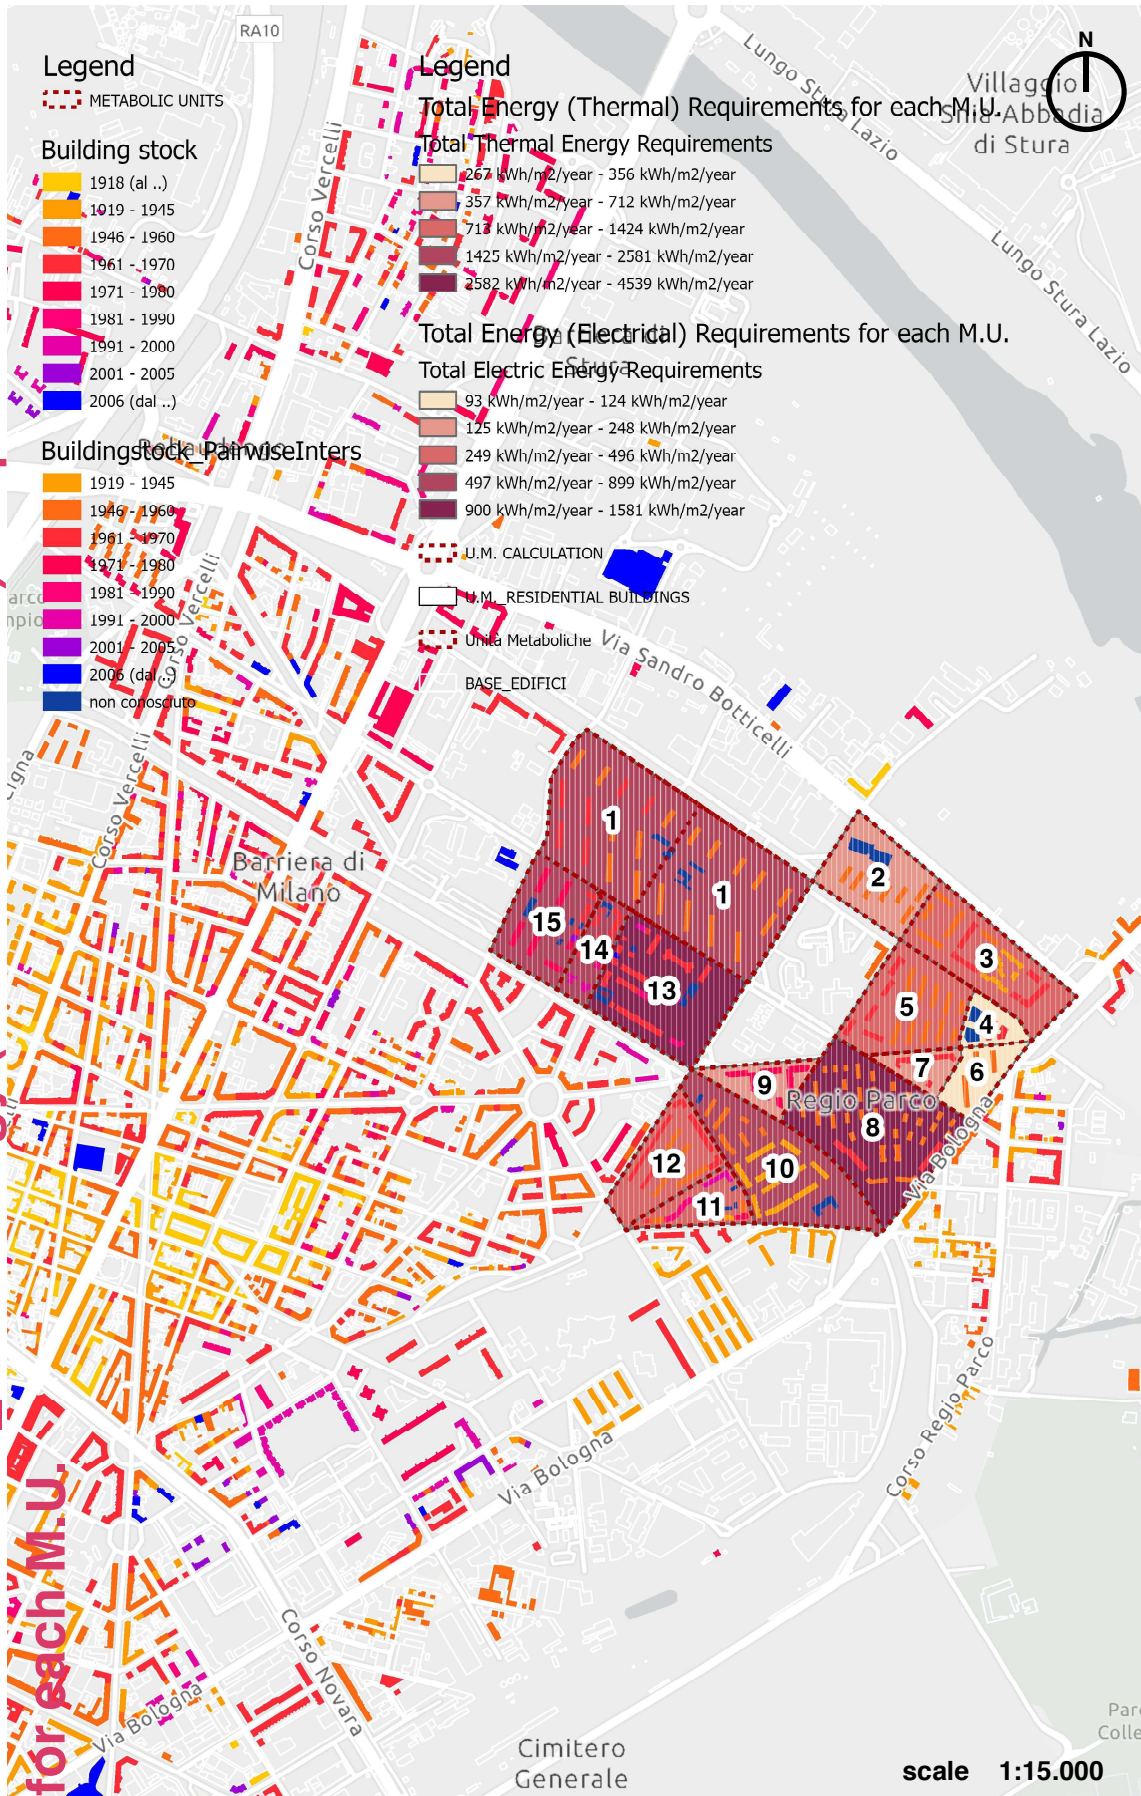 RA10
N
Legend
METABOLIC UNITS
Building stock
1918 (al ..)
1919 - 1945
1946 - 1960
1961 - 1970
1971 - 1980
1981 - 1990
1991 - 2000
2001 - 2005
2006 (dal ..)
Buildingstock_PairwiseInters
1919 - 1945
1946 - 1960
1961 - 1970
1971 - 1980
1981 - 1990
1991 - 2000
2001 - 2005
2006 (dal ..)
non conosciuto
Legend
Total Energy (Thermal) Requirements for each M.U.
Total Thermal Energy Requirements
267 kWh/m2/year - 356 kWh/m2/year
357 kWh/m2/year - 712 kWh/m2/year
713 kWh/m2/year - 1424 kWh/m2/year
1425 kWh/m2/year - 2581 kWh/m2/year
2582 kWh/m2/year - 4539 kWh/m2/year
Total Energy (Electrical) Requirements for each M.U.
Total Electric Energy Requirements
93 kWh/m2/year - 124 kWh/m2/year
125 kWh/m2/year - 248 kWh/m2/year
249 kWh/m2/year - 496 kWh/m2/year
497 kWh/m2/year - 899 kWh/m2/year
900 kWh/m2/year - 1581 kWh/m2/year
U.M. CALCULATION
U.M._RESIDENTIAL BUILDINGS
Unità Metaboliche
BASE_EDIFICI
Lungo Stura Lazio
Villaggio
Snia-Abbadia
di Stura
Lungo Stura Lazio
Corso Vercelli
Barriera di
Stura
Rebaudengo
Corso Vercelli
Via Sandro Botticelli
Corso Vercelli
Barriera di
Milano
1
1
2
3
15
14
13
5
4
7
6
9
Regio Parco
8
12
10
11
Via Bologna
Corso Regio Parco
Via Bologna
Corso Novara
Via Bologna
for each M.U.
Cimitero
Generale
scale 1:15.000